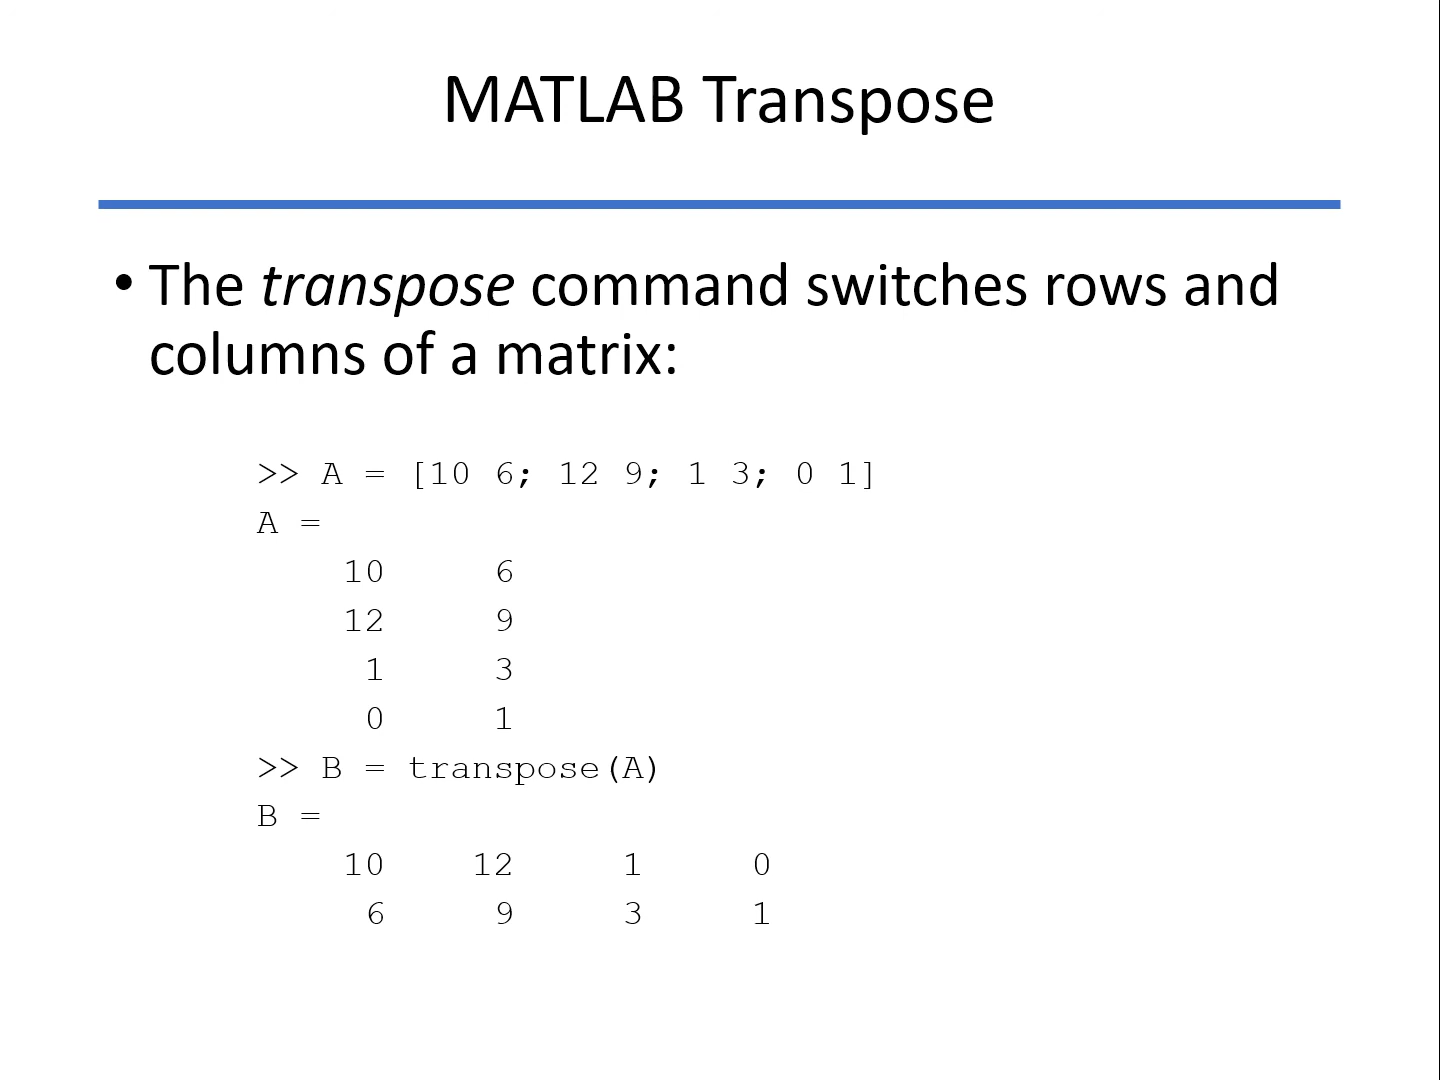 MATLAB Transpose
• The transpose command switches rows and
columns of a matrix:
>> A = [10 6; 12 9; 1 3; 0 1]
A =
10 6
12 9
1 3
0 1
>> B = transpose(A)
B =
10 12 1 0
6 9 3 1